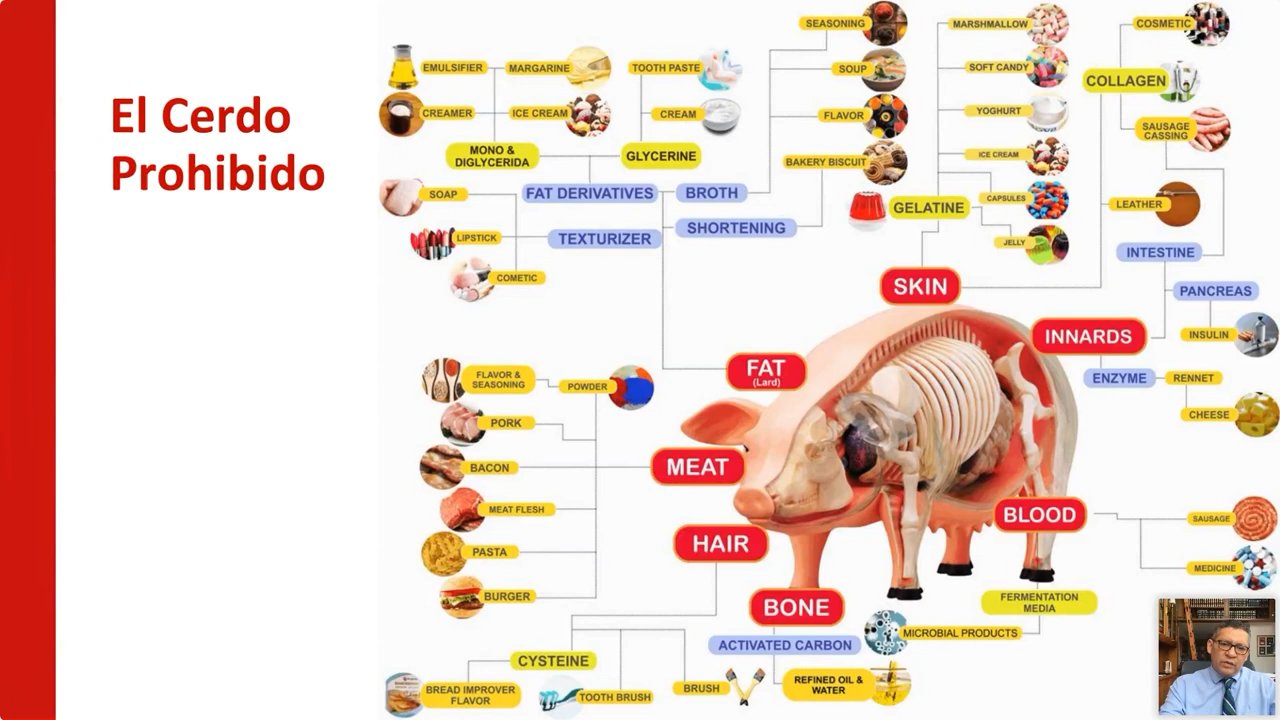 El Cerdo
Prohibido
SEASONING
MARSHMALLOW
COSMETIC
EMULSIFIER
MARGARINE
TOOTH PASTE
SOUP
SOFT CANDY
COLLAGEN
CREAMER
ICE CREAM
CREAM
FLAVOR
YOGHURT
SAUSAGE
CASSING
MONO &
DIGLYCERIDA
GLYCERINE
BAKERY BISCUIT
ICE CREAM
SOAP
FAT DERIVATIVES
BROTH
GELATINE
CAPSULES
LEATHER
LIPSTICK
TEXTURIZER
SHORTENING
JELLY
INTESTINE
COMETIC
SKIN
PANCREAS
INNARDS
INSULIN
FAT
(Lard)
FLAVOR &
SEASONING
POWDER
ENZYME
RENNET
PORK
CHEESE
BACON
MEAT
MEAT FLESH
BLOOD
SAUSAGE
HAIR
PASTA
MEDICINE
BURGER
BONE
FERMENTATION
MEDIA
ACTIVATED CARBON
MICROBIAL PRODUCTS
CYSTEINE
BREAD IMPROVER
FLAVOR
TOOTH BRUSH
BRUSH
REFINED OIL &
WATER